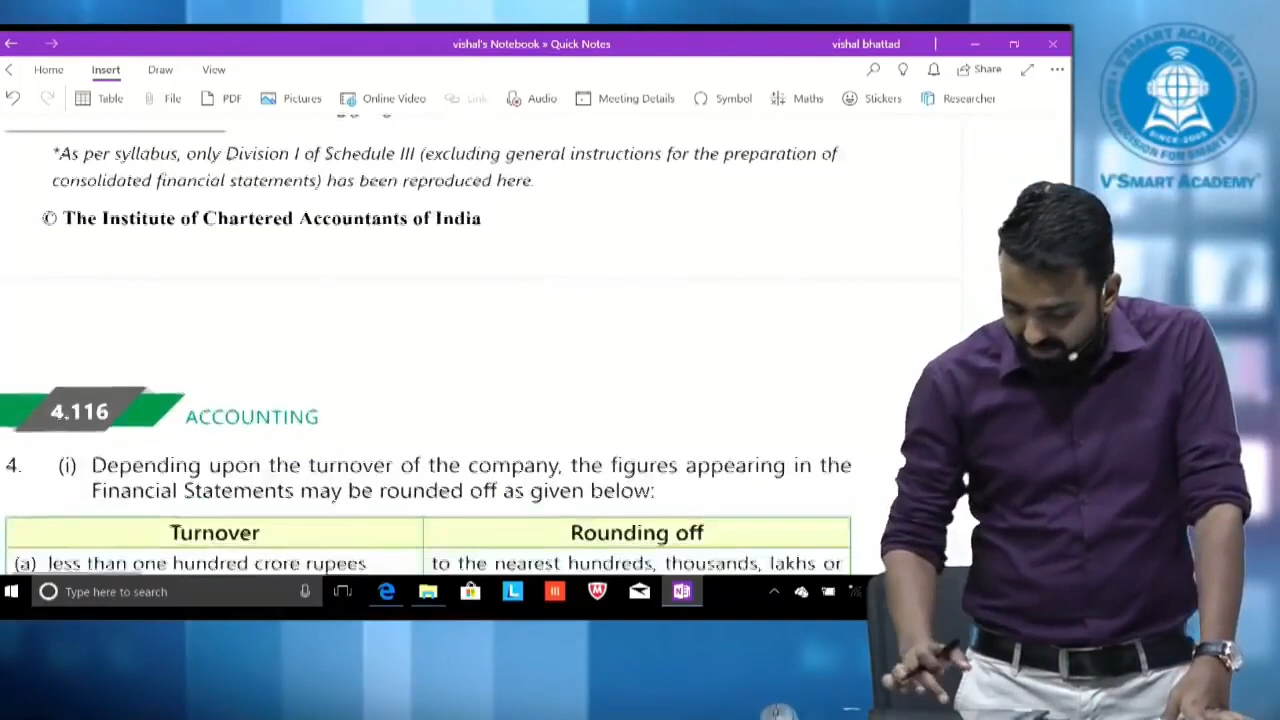 vishal's Notebook » Quick Notes
vishal bhattad
Home Insert Draw View
Share
Table File PDF Pictures Online Video Link Audio Meeting Details Symbol Maths Stickers Researcher
*As per syllabus, only Division I of Schedule III (excluding general instructions for the preparation of
consolidated financial statements) has been reproduced here.
© The Institute of Chartered Accountants of India
4.116 ACCOUNTING
4. (i) Depending upon the turnover of the company, the figures appearing in the
Financial Statements may be rounded off as given below:
Turnover Rounding off
(a) less than one hundred crore rupees to the nearest hundreds, thousands, lakhs or
Type here to search
V'SMART ACADEMY
SINCE 2005
V'SMART ACADEMY